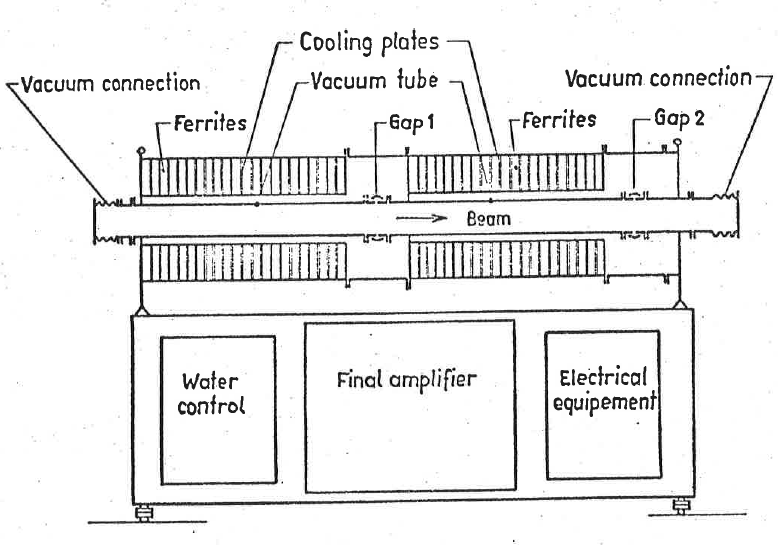 Cooling plates
Vacuum connection
Vacuum tube
Vacuum connection
Ferrites
Gap 1
Ferrites
Gap 2
Beam
Water
control
Final amplifier
Electrical
equipement